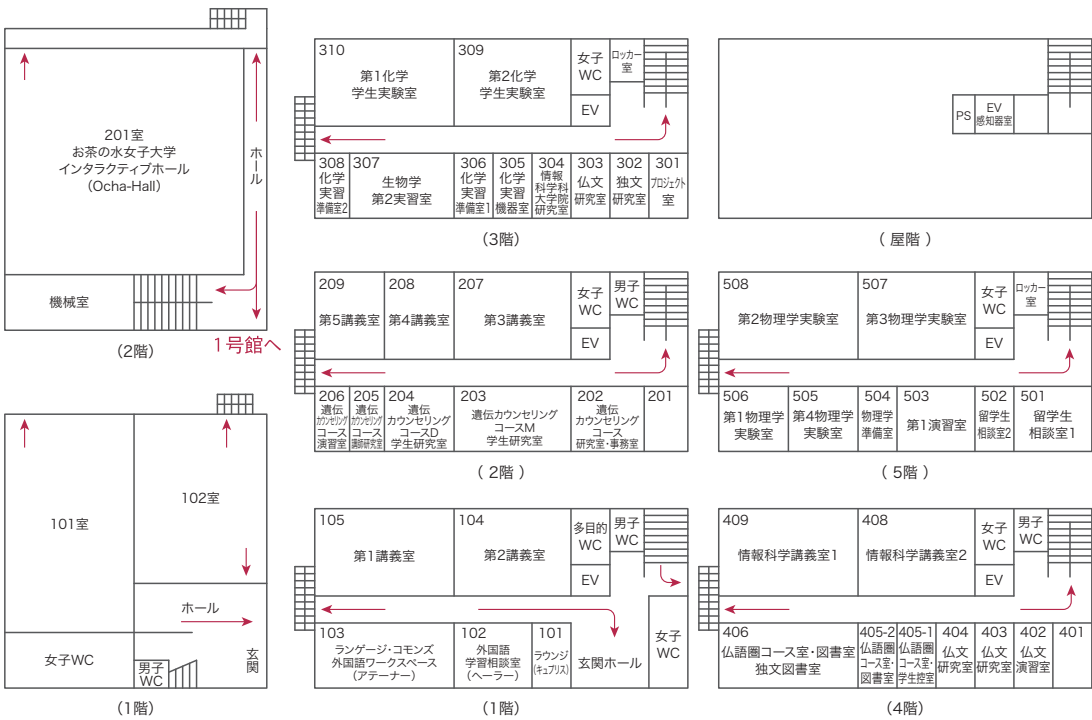 201室
お茶の水女子大学
インタラクティブホール
(Ocha-Hall)
ホール
機械室
(2階)
1号館へ
101室
102室
ホール
女子WC
男子
WC
玄関
(1階)
310
第1化学
学生実験室
309
第2化学
学生実験室
女子
WC
ロッカー
室
EV
308
化学
実習
準備室2
307
生物学
第2実習室
306
化学
実習
準備室1
305
化学
実習
機器室
304
情報
科学科
大学院
研究室
303
仏文
研究室
302
独文
研究室
301
プロジェクト
室
(3階)
209
第5講義室
208
第4講義室
207
第3講義室
女子
WC
男子
WC
EV
206
遺伝
カウンセリング
コース
演習室
205
遺伝
カウンセリング
コース
講師研究室
204
遺伝
カウンセリング
コースD
学生研究室
203
遺伝カウンセリング
コースM
学生研究室
202
遺伝
カウンセリング
コース
研究室・事務室
201
( 2階 )
105
第1講義室
104
第2講義室
多目的
WC
男子
WC
EV
103
ランゲージ・コモンズ
外国語ワークスペース
(アテーナー)
102
外国語
学習相談室
(ヘーラー)
101
ラウンジ
(キュアリス)
玄関ホール
女子
WC
(1階)
PS
EV
感知器室
( 屋階 )
508
第2物理学実験室
507
第3物理学実験室
女子
WC
ロッカー
室
EV
506
第1物理学
実験室
505
第4物理学
実験室
504
物理学
準備室
503
第1演習室
502
留学生
相談室2
501
留学生
相談室1
( 5階 )
409
情報科学講義室1
408
情報科学講義室2
女子
WC
男子
WC
EV
406
仏語圏コース室・図書室
独文図書室
405-2
仏語圏
コース室・
図書室
405-1
仏語圏
コース室・
学生控室
404
仏文
研究室
403
仏文
研究室
402
仏文
演習室
401
(4階)